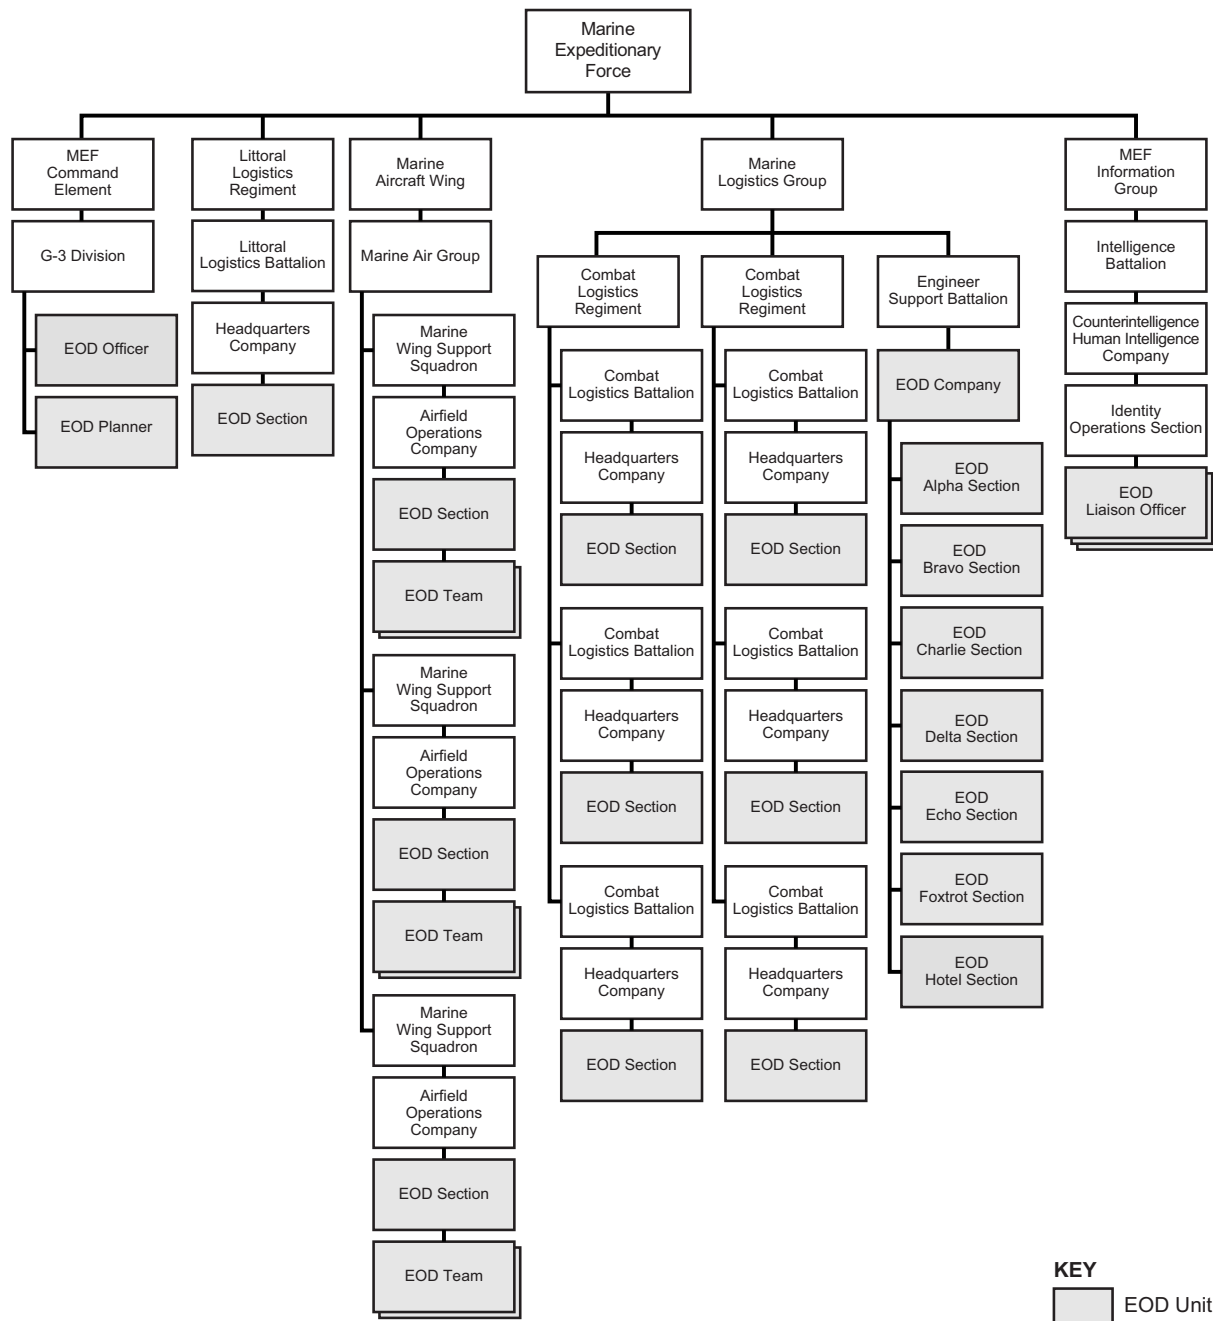 Marine
Expeditionary
Force
MEF
Command
Element
G-3 Division
EOD Officer
EOD Planner
Littoral
Logistics
Regiment
Littoral
Logistics Battalion
Headquarters
Company
EOD Section
Marine
Aircraft Wing
Marine Air Group
Marine
Wing Support
Squadron
Airfield
Operations
Company
EOD Section
EOD Team
Marine
Wing Support
Squadron
Airfield
Operations
Company
EOD Section
EOD Team
Marine
Wing Support
Squadron
Airfield
Operations
Company
EOD Section
EOD Team
Marine
Logistics Group
Combat
Logistics
Regiment
Combat
Logistics Battalion
Headquarters
Company
EOD Section
Combat
Logistics Battalion
Headquarters
Company
EOD Section
Combat
Logistics Battalion
Headquarters
Company
EOD Section
Combat
Logistics
Regiment
Combat
Logistics Battalion
Headquarters
Company
EOD Section
Combat
Logistics Battalion
Headquarters
Company
EOD Section
Combat
Logistics Battalion
Headquarters
Company
EOD Section
Engineer
Support Battalion
EOD Company
EOD
Alpha Section
EOD
Bravo Section
EOD
Charlie Section
EOD
Delta Section
EOD
Echo Section
EOD
Foxtrot Section
EOD
Hotel Section
MEF
Information
Group
Intelligence
Battalion
Counterintelligence
Human Intelligence
Company
Identity
Operations Section
EOD
Liaison Officer
KEY
EOD Unit